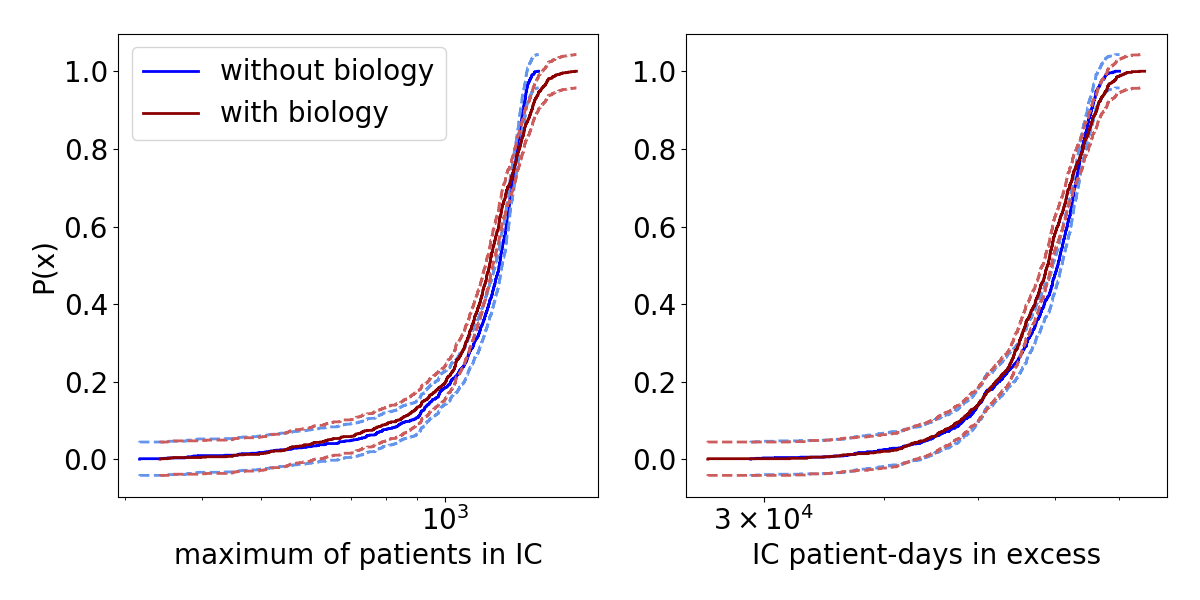 without biology
with biology
P(x)
1.0
0.8
0.6
0.4
0.2
0.0
10³
maximum of patients in IC
1.0
0.8
0.6
0.4
0.2
0.0
3 × 10⁴
IC patient-days in excess